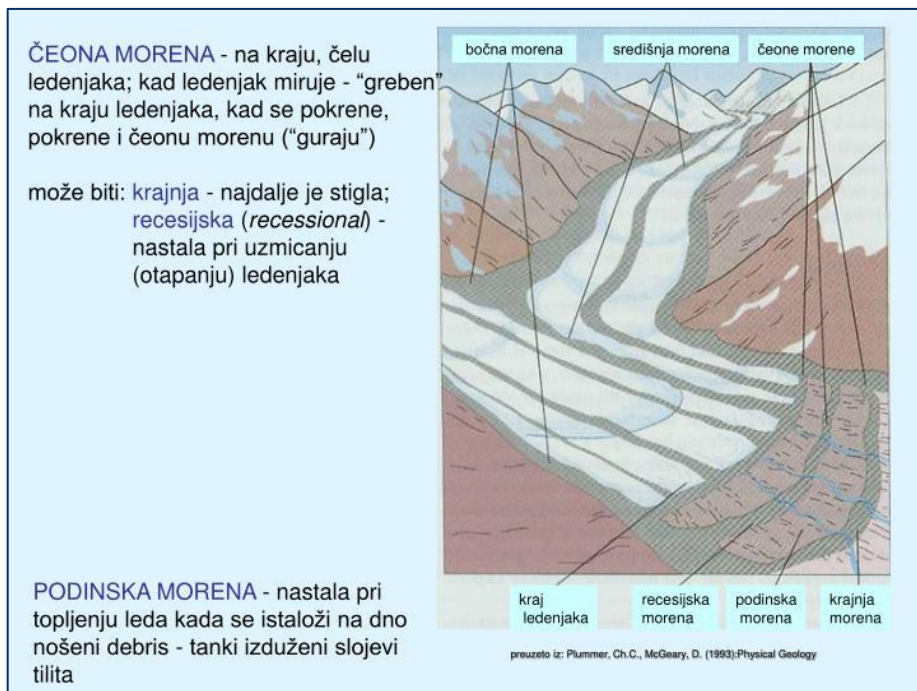 ČEONA MORENA - na kraju, čelu
ledenjaka; kad ledenjak miruje - “greben”
na kraju ledenjaka, kad se pokrene,
pokrene i čeonu morenu (“guraju”)
može biti: krajnja - najdalje je stigla;
recesijska (recessional) -
nastala pri uzmicanju
(otapanju) ledenjaka
PODINSKA MORENA - nastala pri
topljenju leda kada se istaloži na dno
nošeni debris - tanki izduženi slojevi
tilita
bočna morena
središnja morena
čeone morene
kraj
ledenjaka
recesijska
morena
podinska
morena
krajnja
morena
preuzeto iz: Plummer, Ch.C., McGeary, D. (1993):Physical Geology